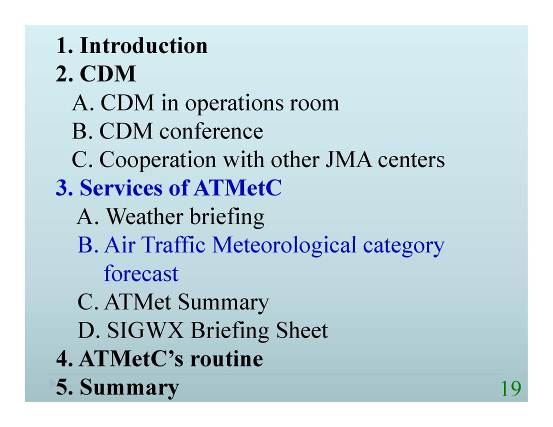 1. Introduction
2. CDM
A. CDM in operations room
B. CDM conference
C. Cooperation with other JMA centers
3. Services of ATMetC
A. Weather briefing
B. Air Traffic Meteorological category
forecast
C. ATMet Summary
D. SIGWX Briefing Sheet
4. ATMetC’s routine
5. Summary
19